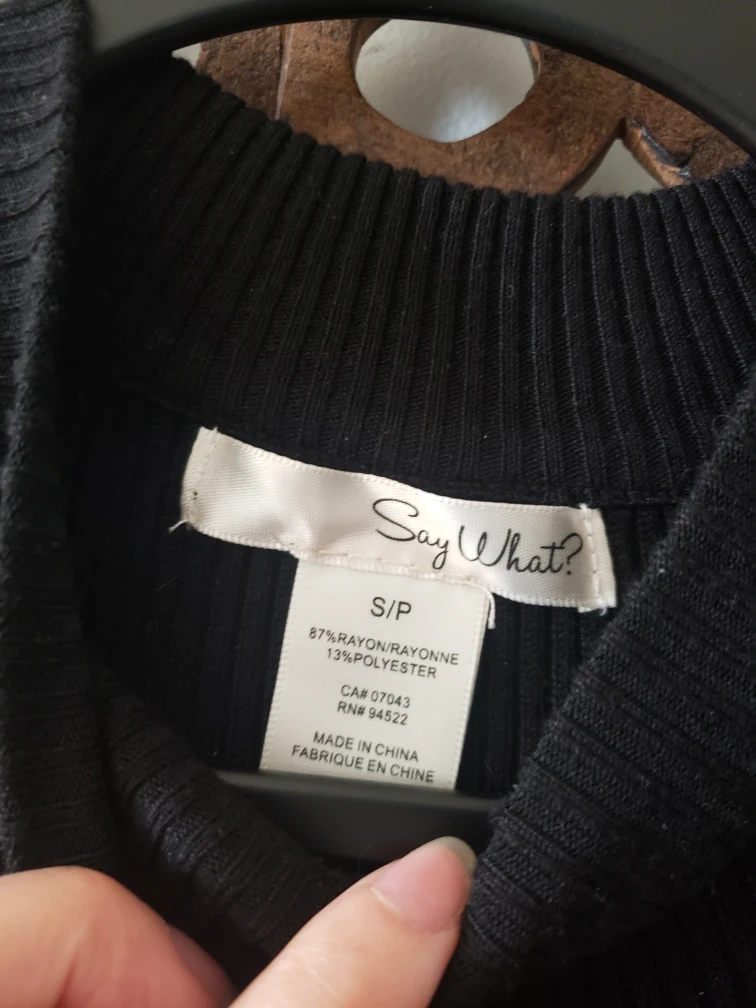 Say What?
S/P
87%RAYON/RAYONNE
13%POLYESTER
CA# 07043
RN# 94522
MADE IN CHINA
FABRIQUE EN CHINE